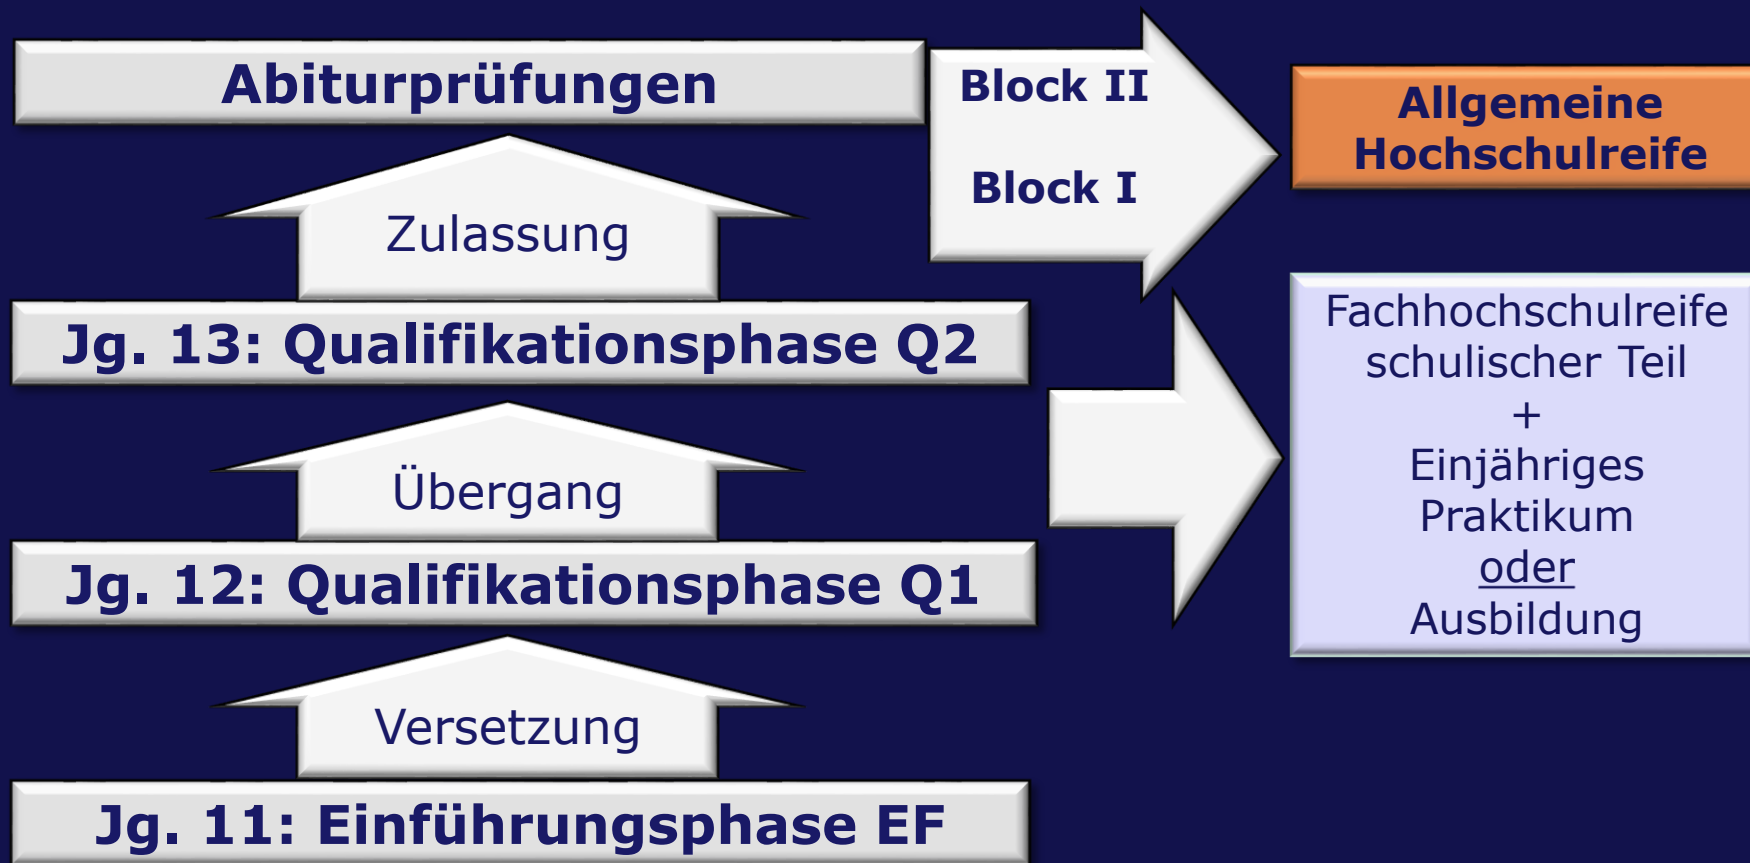 Abiturprüfungen
Block II
Block I
Allgemeine
Hochschulreife
Zulassung
Jg. 13: Qualifikationsphase Q2
Fachhochschulreife
schulischer Teil
+
Einjähriges
Praktikum
oder
Ausbildung
Übergang
Jg. 12: Qualifikationsphase Q1
Versetzung
Jg. 11: Einführungsphase EF